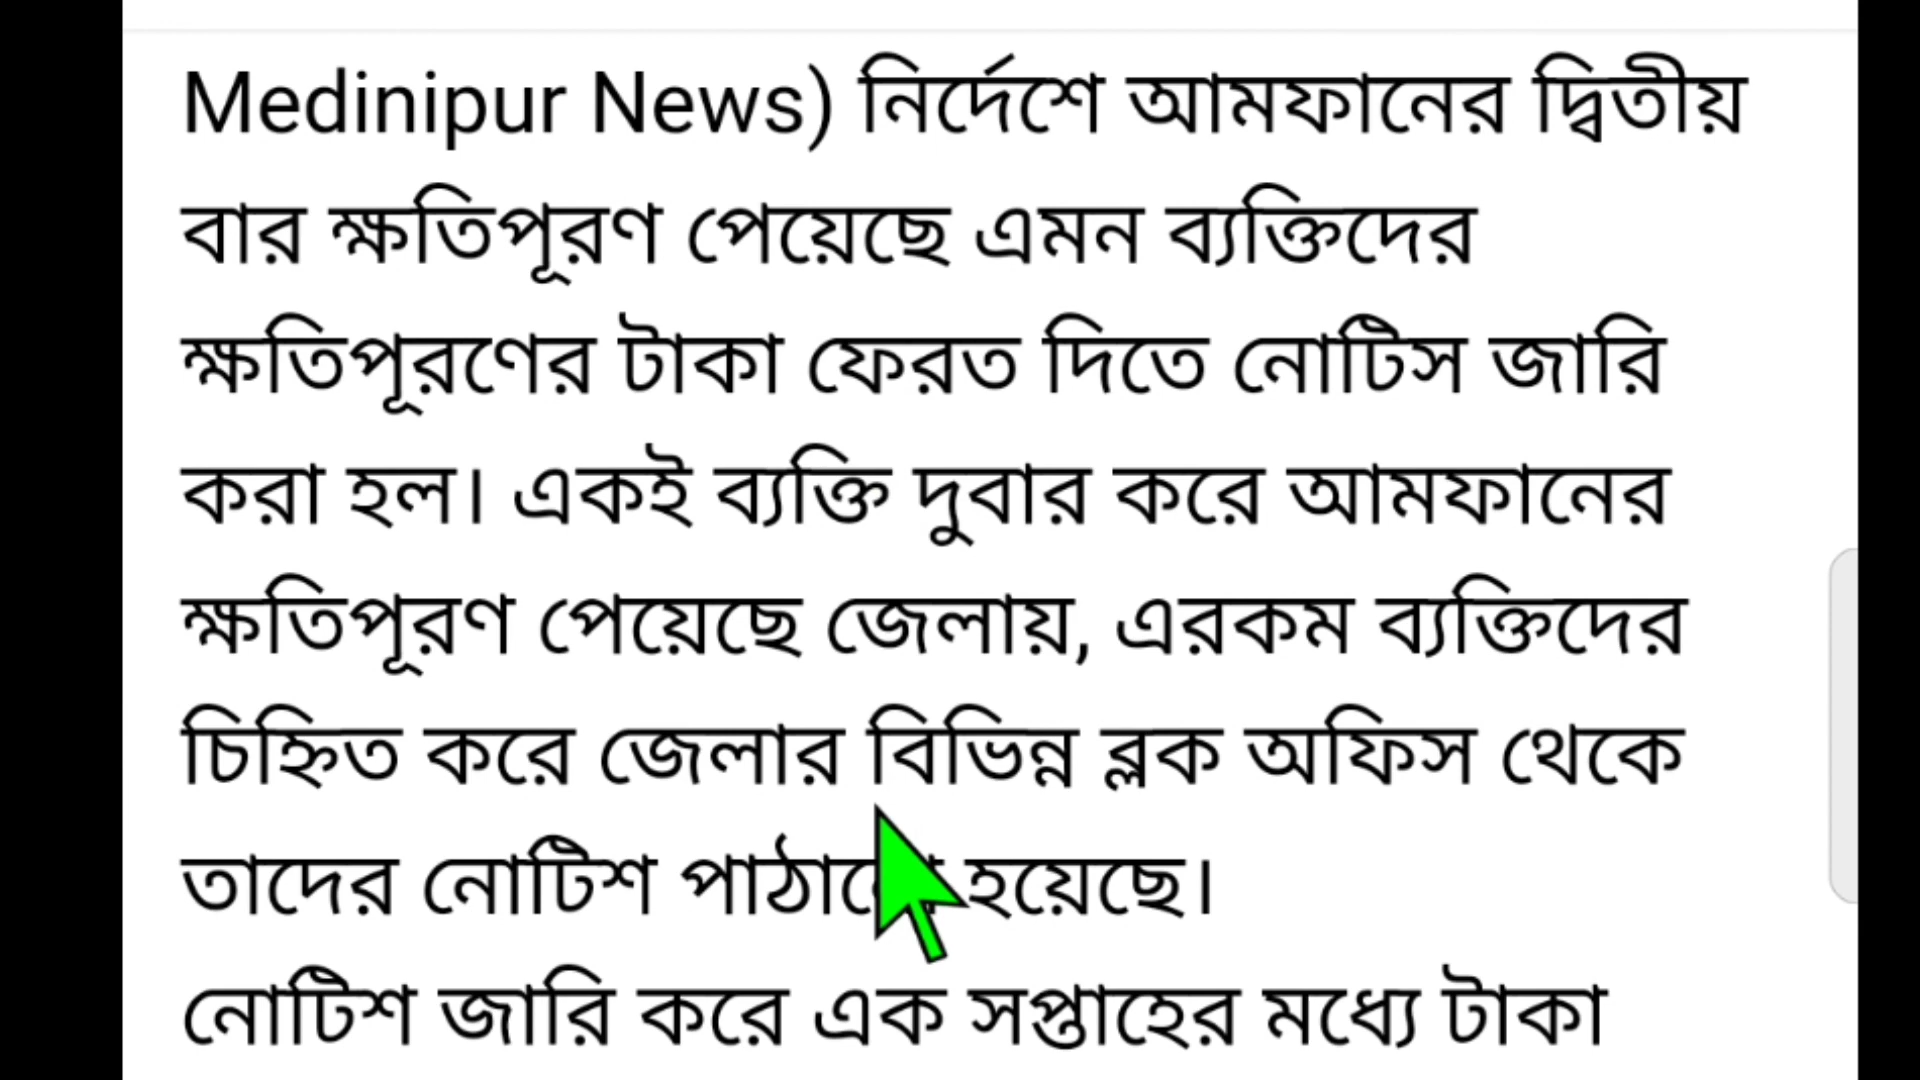 Medinipur News) নির্দেশে আমফানের দ্বিতীয়
বার ক্ষতিপূরণ পেয়েছে এমন ব্যক্তিদের
ক্ষতিপূরণের টাকা ফেরত দিতে নোটিস জারি
করা হল। একই ব্যক্তি দুবার করে আমফানের
ক্ষতিপূরণ পেয়েছে জেলায়, এরকম ব্যক্তিদের
চিহ্নিত করে জেলার বিভিন্ন ব্লক অফিস থেকে
তাদের নোটিশ পাঠানো হয়েছে।
নোটিশ জারি করে এক সপ্তাহের মধ্যে টাকা